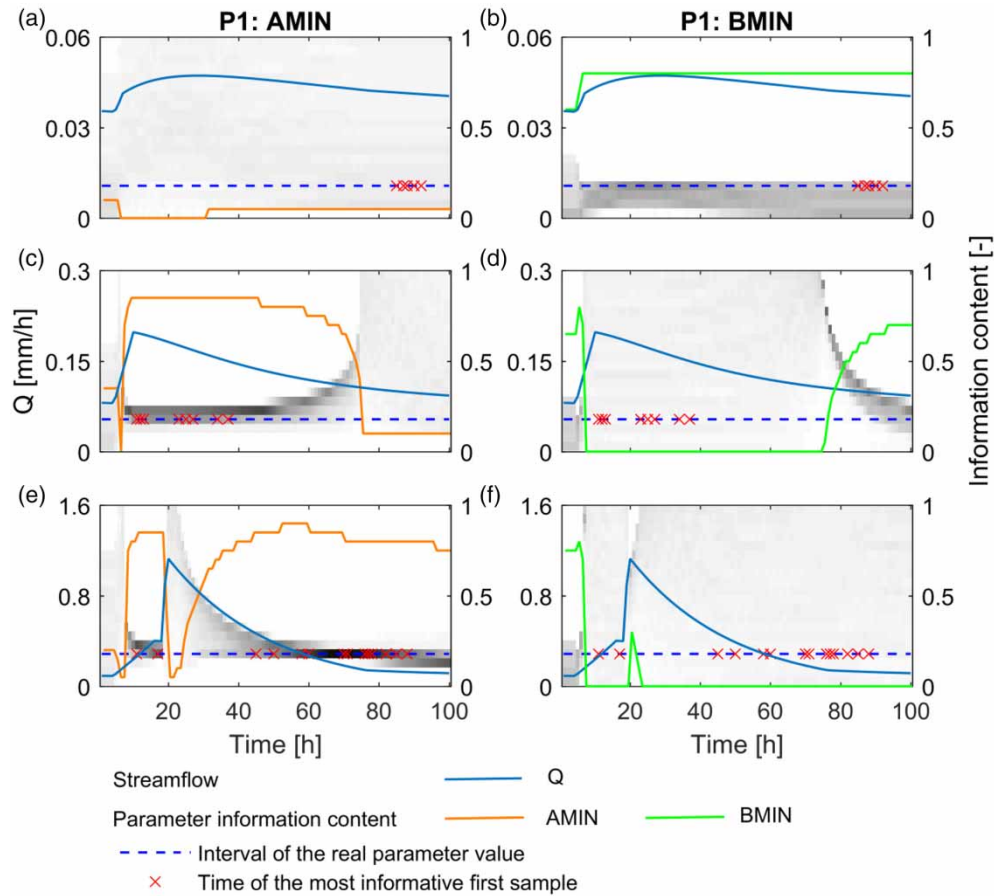 (a) P1: AMIN (b) P1: BMIN
0.06 1 0.06 1
0.03 0.5 0.03 0.5
0 0 0 0
(c) (d)
0.3 1 0.3 1
0.15 0.5 0.15 0.5
0 0 0 0
(e) (f)
1.6 1 1.6 1
0.8 0.5 0.8 0.5
0 0 0 0
20 40 60 80 100 20 40 60 80 100
Time [h] Time [h]
Q [mm/h]
Information content [-]
Streamflow Q
Parameter information content AMIN BMIN
Interval of the real parameter value
Time of the most informative first sample